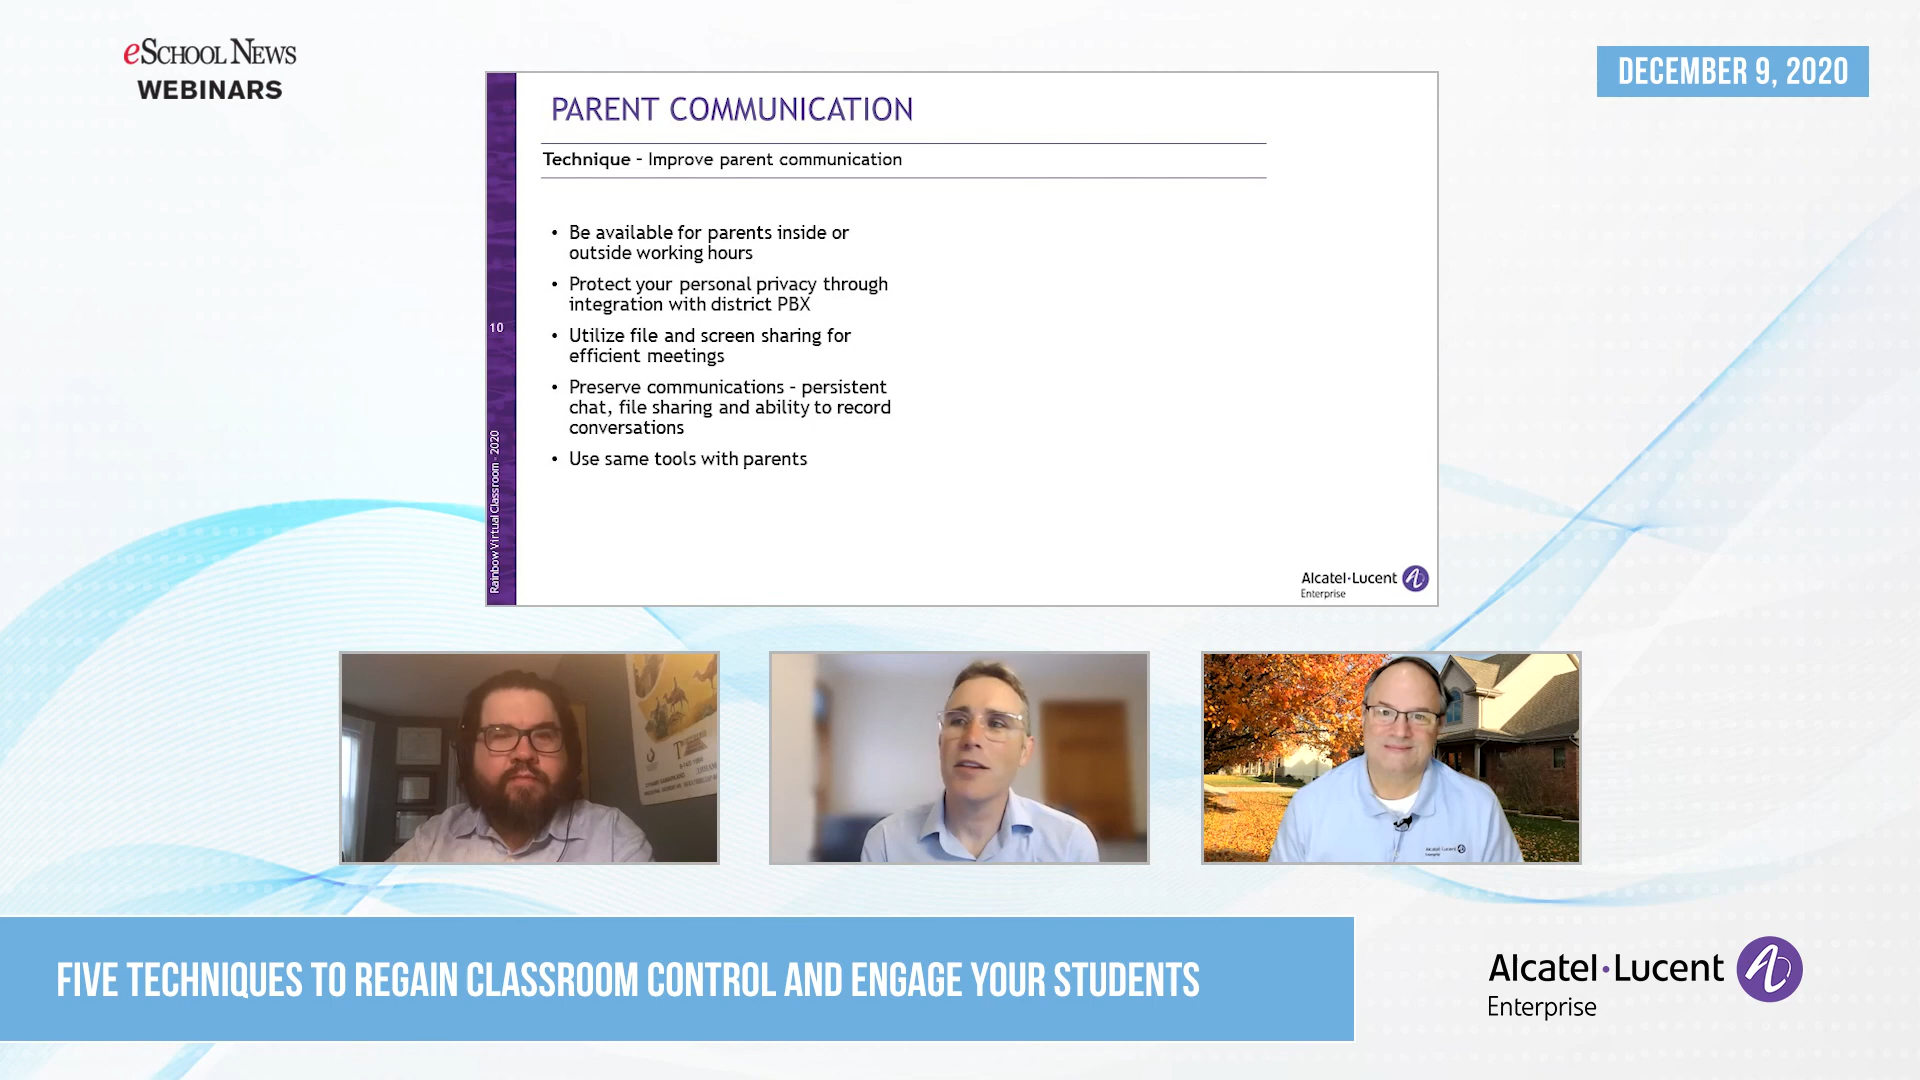 eSchool News
WEBINARS
DECEMBER 9, 2020
PARENT COMMUNICATION
Technique – Improve parent communication
• Be available for parents inside or
outside working hours
• Protect your personal privacy through
integration with district PBX
• Utilize file and screen sharing for
efficient meetings
• Preserve communications – persistent
chat, file sharing and ability to record
conversations
• Use same tools with parents
10
Rainbow Virtual Classroom - 2020
Alcatel·Lucent
Enterprise
Alcatel·Lucent
Enterprise
FIVE TECHNIQUES TO REGAIN CLASSROOM CONTROL AND ENGAGE YOUR STUDENTS
Alcatel·Lucent
Enterprise